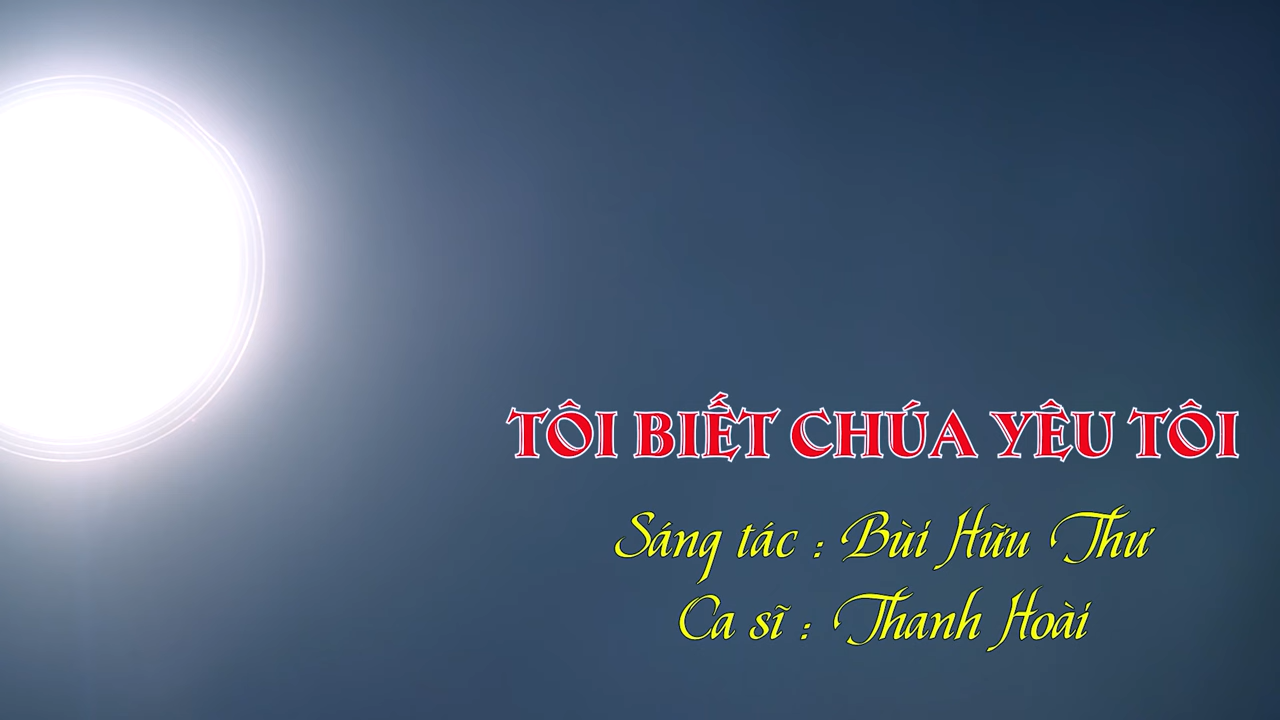 TÔI BIẾT CHÚA YÊU TÔI
Sáng tác : Bùi Hữu Thư
Ca sĩ : Thanh Hoài